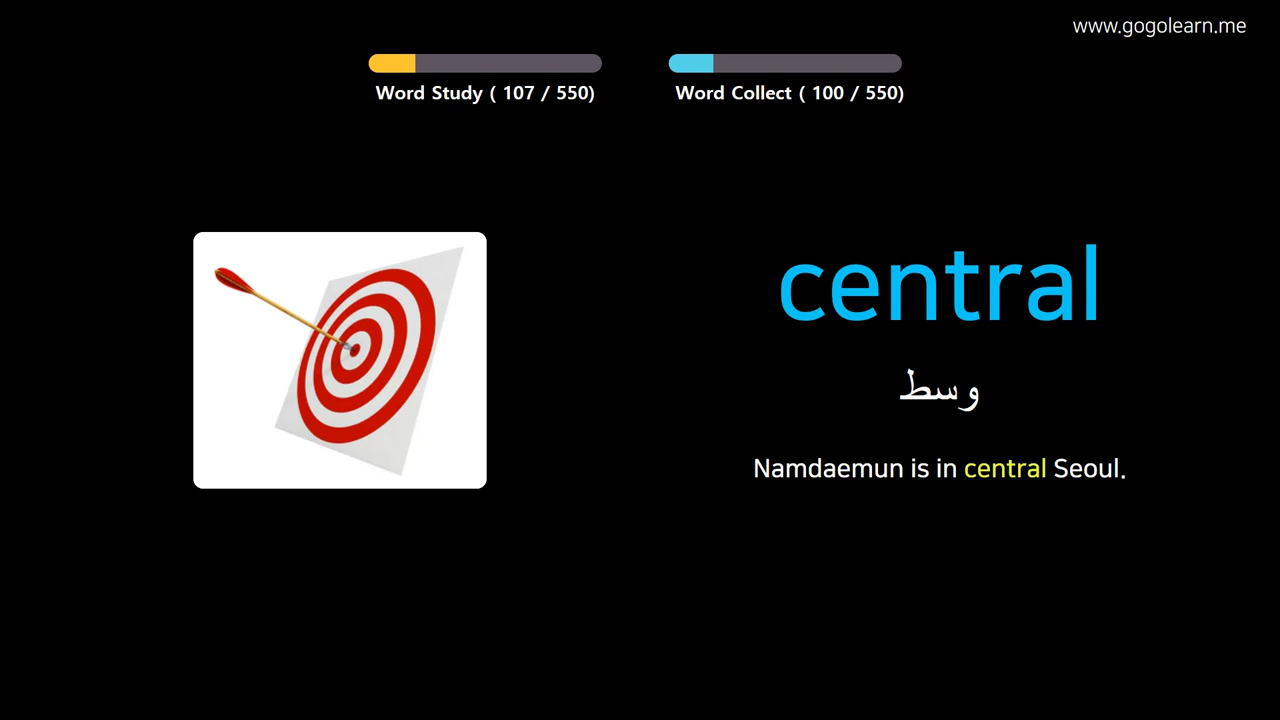 www.gogolearn.me
Word Study ( 107 / 550)
Word Collect ( 100 / 550)
central
وسط
Namdaemun is in central Seoul.